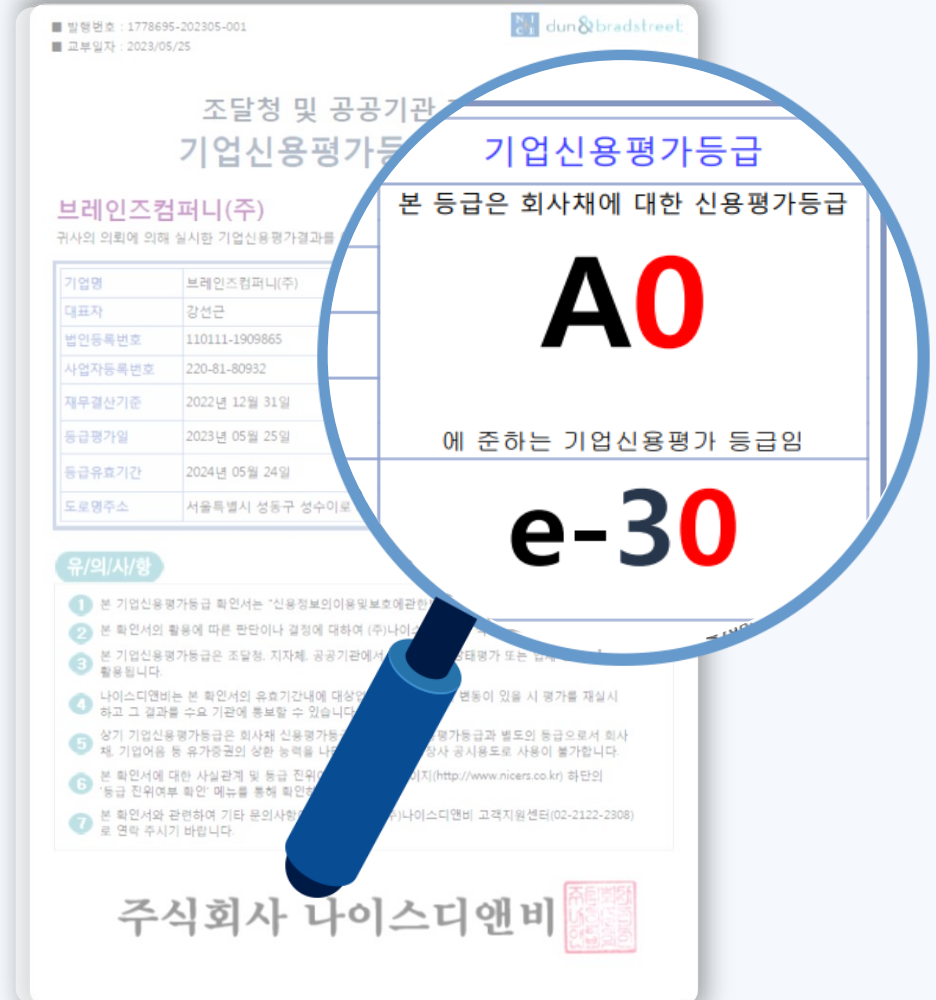 ■ 발행번호 : 1778695-202305-001
■ 교부일자 : 2023/05/25
NICE dun&bradstreet
조달청 및 공공기관
기업신용평가등
브레인즈컴퍼니(주)
귀사의 의뢰에 의해 실시한 기업신용평가결과를
기업명 브레인즈컴퍼니(주)
대표자 강선근
법인등록번호 110111-1909865
사업자등록번호 220-81-80932
재무결산기준 2022년 12월 31일
등급평가일 2023년 05월 25일
등급유효기간 2024년 05월 24일
도로명주소 서울특별시 성동구 성수이로
기업신용평가등급
본 등급은 회사채에 대한 신용평가등급
A0
에 준하는 기업신용평가 등급임
e-30
유/의/사/항
1 본 기업신용평가등급 확인서는 "신용정보의이용및보호에관한
2 본 확인서의 활용에 따른 판단이나 결정에 대하여 (주)나이스
3 본 기업신용평가등급은 조달청, 지자체, 공공기관에서 상태평가 또는
활용됩니다.
4 나이스디앤비는 본 확인서의 유효기간내에 대상업 변동이 있을 시 평가를 재실시
하고 그 결과를 수요 기관에 통보할 수 있습니다
5 상기 기업신용평가등급은 회사채 신용평가등 평가등급과 별도의 등급으로서 회사
채, 기업어음 등 유가증권의 상환 능력을 나 장사 공시용도로 사용이 불가합니다.
6 본 확인서에 대한 사실관계 및 등급 진위여 이지(http://www.nicers.co.kr) 하단의
'등급 진위여부 확인' 메뉴를 통해 확인
7 본 확인서와 관련하여 기타 문의사항 주)나이스디앤비 고객지원센터(02-2122-2308)
로 연락 주시기 바랍니다.
주식회사 나이스디앤비